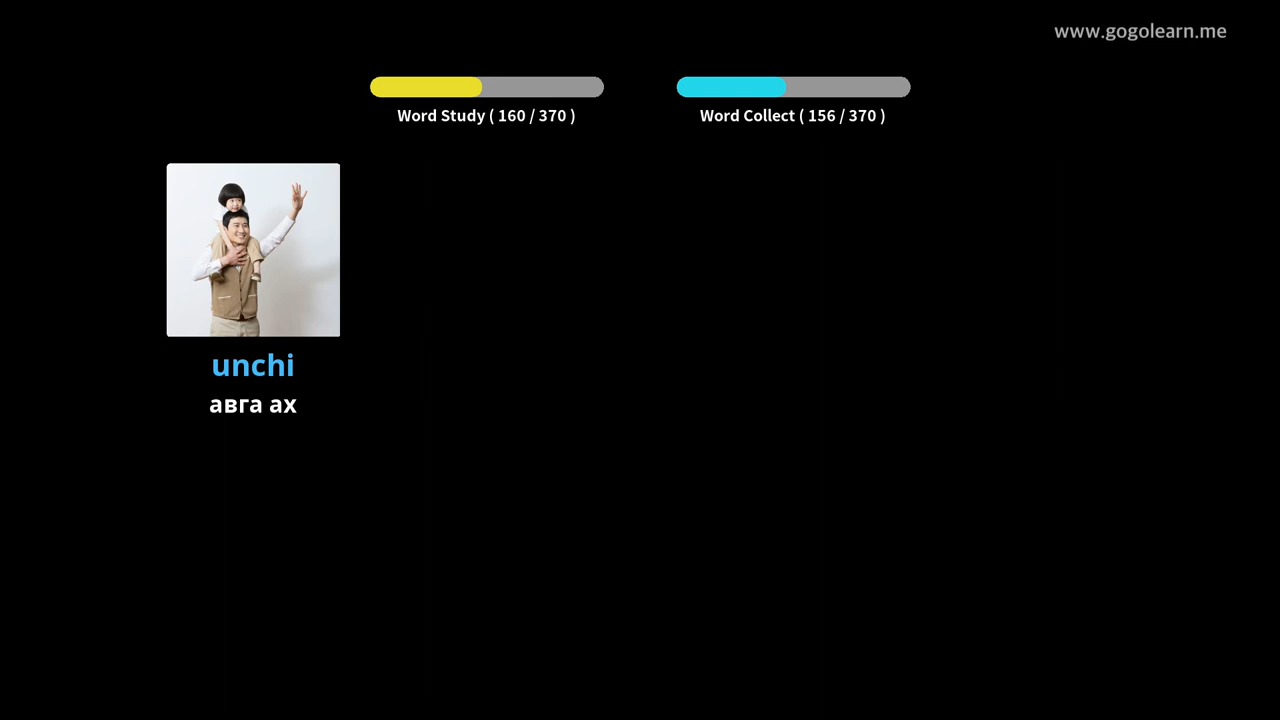 www.gogolearn.me
Word Study ( 160 / 370 )
Word Collect ( 156 / 370 )
unchi
авга ах